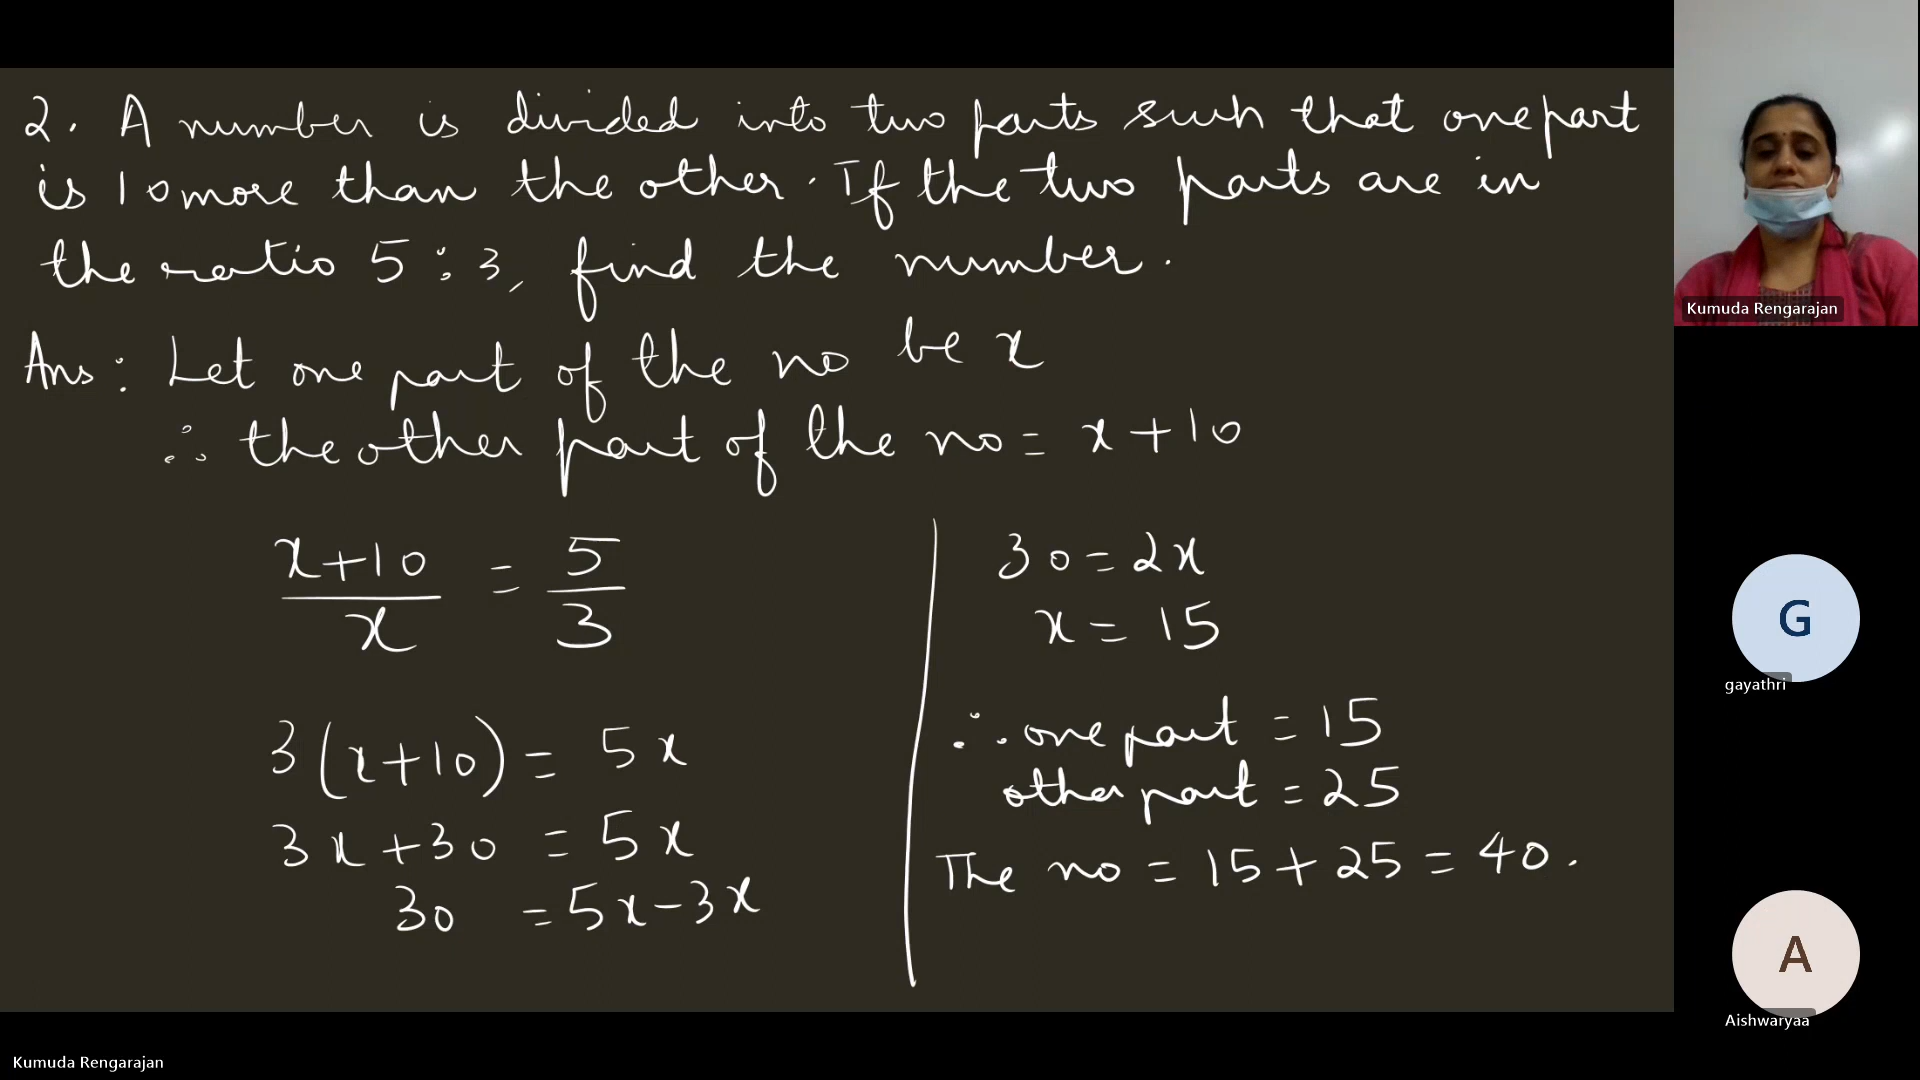 2. A number is divided into two parts such that one part
is 10 more than the other. If the two parts are in
the ratio 5:3, find the number.
Ans: Let one part of the no be x
∴ the other part of the no = x+10
x+10 / x = 5 / 3
3(x+10) = 5x
3x+30 = 5x
30 = 5x-3x
30 = 2x
x = 15
∴ one part = 15
other part = 25
The no = 15+25 = 40.
Kumuda Rengarajan
G
gayathri
A
Aishwaryaa
Kumuda Rengarajan